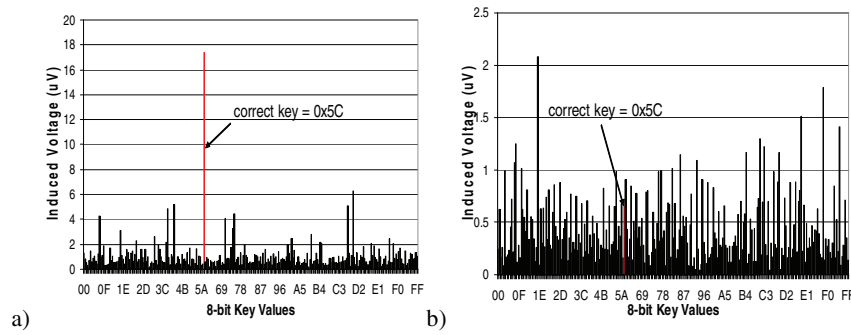 a)
Induced Voltage (uV)
20
18
16
14
12
10
8
6
4
2
0
correct key = 0x5C
00 0F 1E 2D 3C 4B 5A 69 78 87 96 A5 B4 C3 D2 E1 F0 FF
8-bit Key Values
b)
Induced Voltage (uV)
2.5
2
1.5
1
0.5
0
correct key = 0x5C
00 0F 1E 2D 3C 4B 5A 69 78 87 96 A5 B4 C3 D2 E1 F0 FF
8-bit Key Values